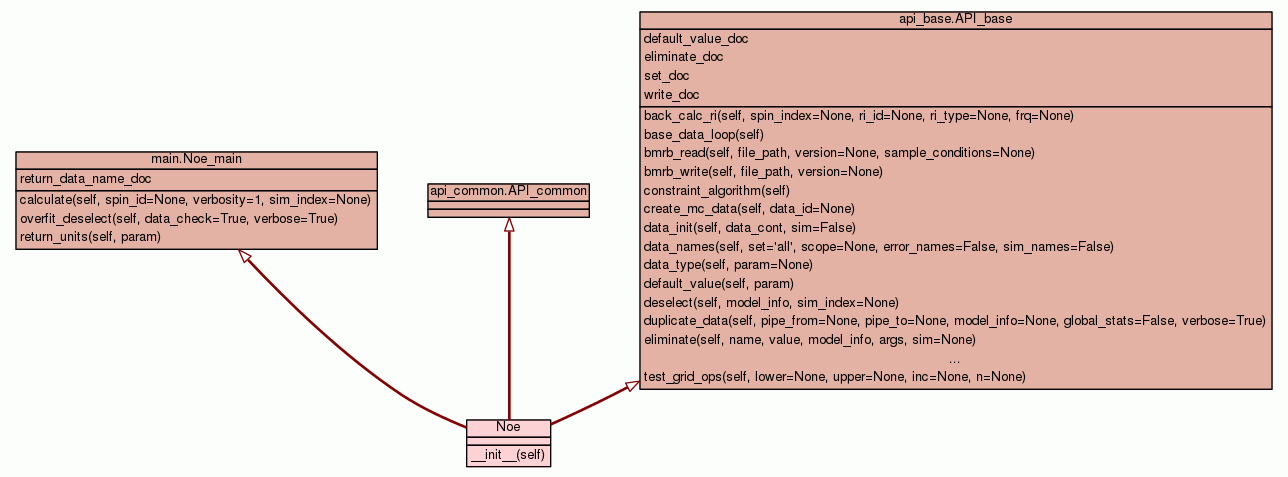 main.Noe_main
return_data_name_doc
calculate(self, spin_id=None, verbosity=1, sim_index=None)
overfit_deselect(self, data_check=True, verbose=True)
return_units(self, param)
api_common.API_common
api_base.API_base
default_value_doc
eliminate_doc
set_doc
write_doc
back_calc_ri(self, spin_index=None, ri_id=None, ri_type=None, frq=None)
base_data_loop(self)
bmrb_read(self, file_path, version=None, sample_conditions=None)
bmrb_write(self, file_path, version=None)
constraint_algorithm(self)
create_mc_data(self, data_id=None)
data_init(self, data_cont, sim=False)
data_names(self, set='all', scope=None, error_names=False, sim_names=False)
data_type(self, param=None)
default_value(self, param)
deselect(self, model_info, sim_index=None)
duplicate_data(self, pipe_from=None, pipe_to=None, model_info=None, global_stats=False, verbose=True)
eliminate(self, name, value, model_info, args, sim=None)
...
test_grid_ops(self, lower=None, upper=None, inc=None, n=None)
Noe
__init__(self)